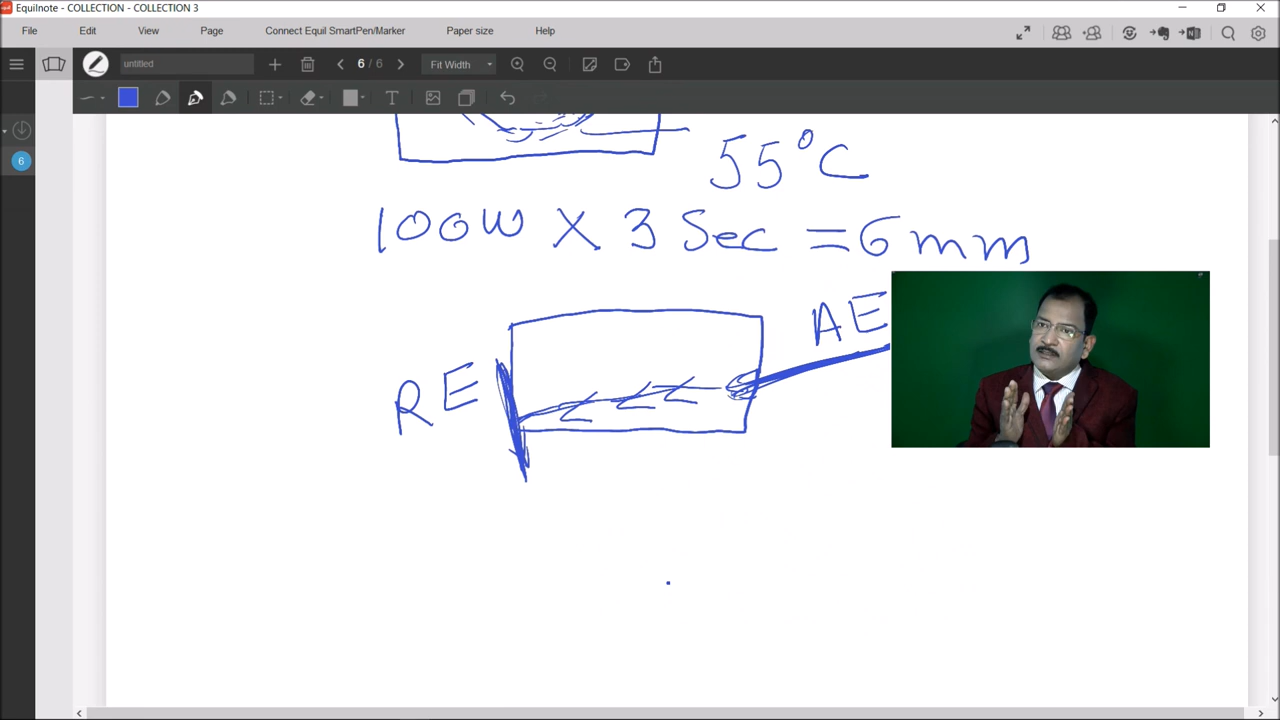 Equilnote - COLLECTION - COLLECTION 3
File Edit View Page Connect Equil SmartPen/Marker Paper size Help
untitled 6 / 6 Fit Width
6
55°C
100W X 3 Sec = 6mm
AE
RE